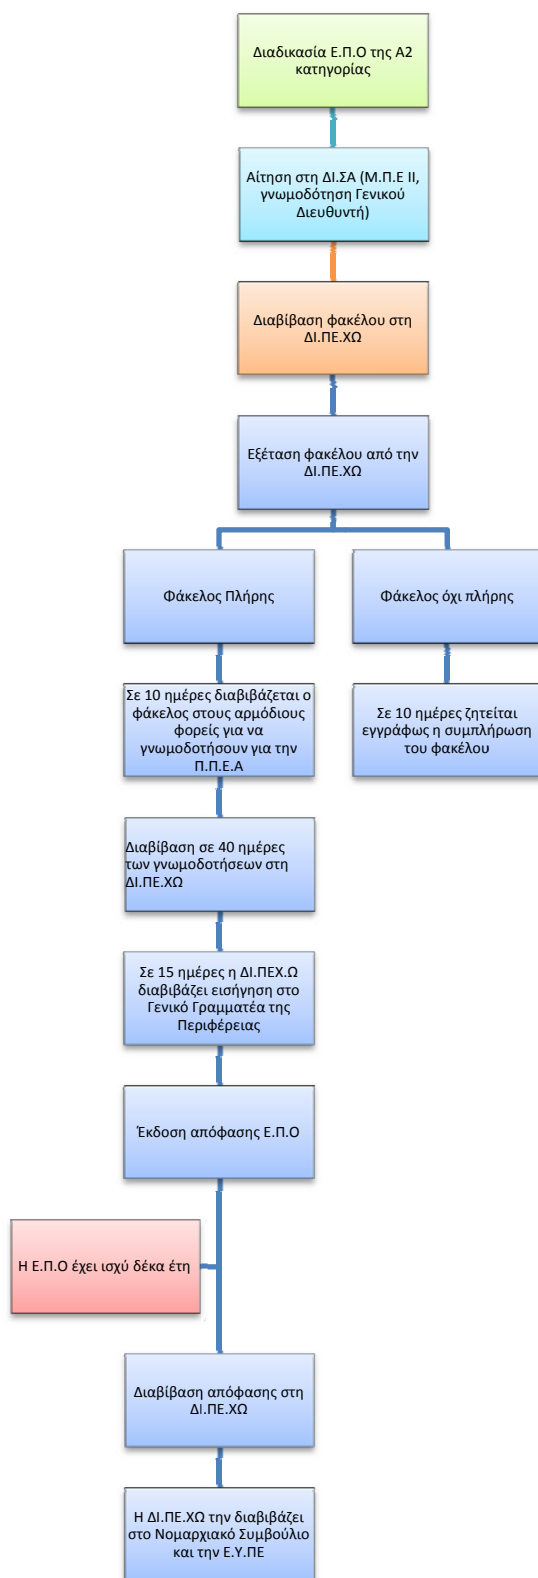 Διαδικασία Ε.Π.Ο της Α2
κατηγορίας
Αίτηση στη ΔΙ.ΣΑ (Μ.Π.Ε ΙΙ,
γνωμοδότηση Γενικού
Διευθυντή)
Διαβίβαση φακέλου στη
ΔΙ.ΠΕ.ΧΩ
Εξέταση φακέλου από την
ΔΙ.ΠΕ.ΧΩ
Φάκελος Πλήρης
Φάκελος όχι πλήρης
Σε 10 ημέρες διαβιβάζεται ο
φάκελος στους αρμόδιους
φορείς για να
γνωμοδοτήσουν για την
Π.Π.Ε.Α
Σε 10 ημέρες ζητείται
εγγράφως η συμπλήρωση
του φακέλου
Διαβίβαση σε 40 ημέρες
των γνωμοδοτήσεων στη
ΔΙ.ΠΕ.ΧΩ
Σε 15 ημέρες η ΔΙ.ΠΕΧ.Ω
διαβιβάζει εισήγηση στο
Γενικό Γραμματέα της
Περιφέρειας
Έκδοση απόφασης Ε.Π.Ο
Η Ε.Π.Ο έχει ισχύ δέκα έτη
Διαβίβαση απόφασης στη
ΔΙ.ΠΕ.ΧΩ
Η ΔΙ.ΠΕ.ΧΩ την διαβιβάζει
στο Νομαρχιακό Συμβούλιο
και την Ε.Υ.ΠΕ